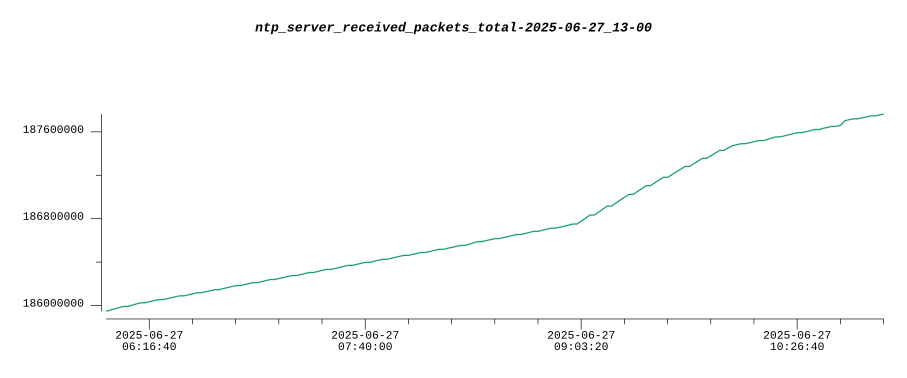 ntp_server_received_packets_total-2025-06-27_13-00
187600000
186800000
186000000
2025-06-27 2025-06-27 2025-06-27 2025-06-27
06:16:40 07:40:00 09:03:20 10:26:40